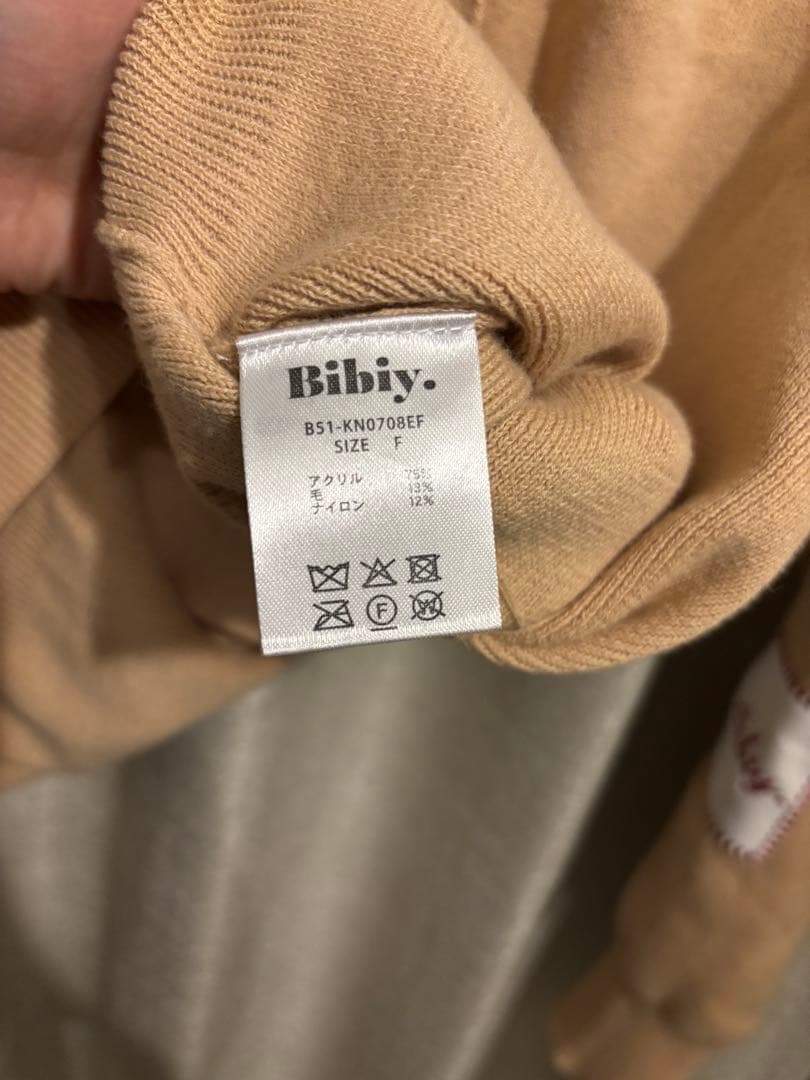 Bibiy.
B51-KN0708EF
SIZE F
アクリル 75%
毛 13%
ナイロン 12%
F
W